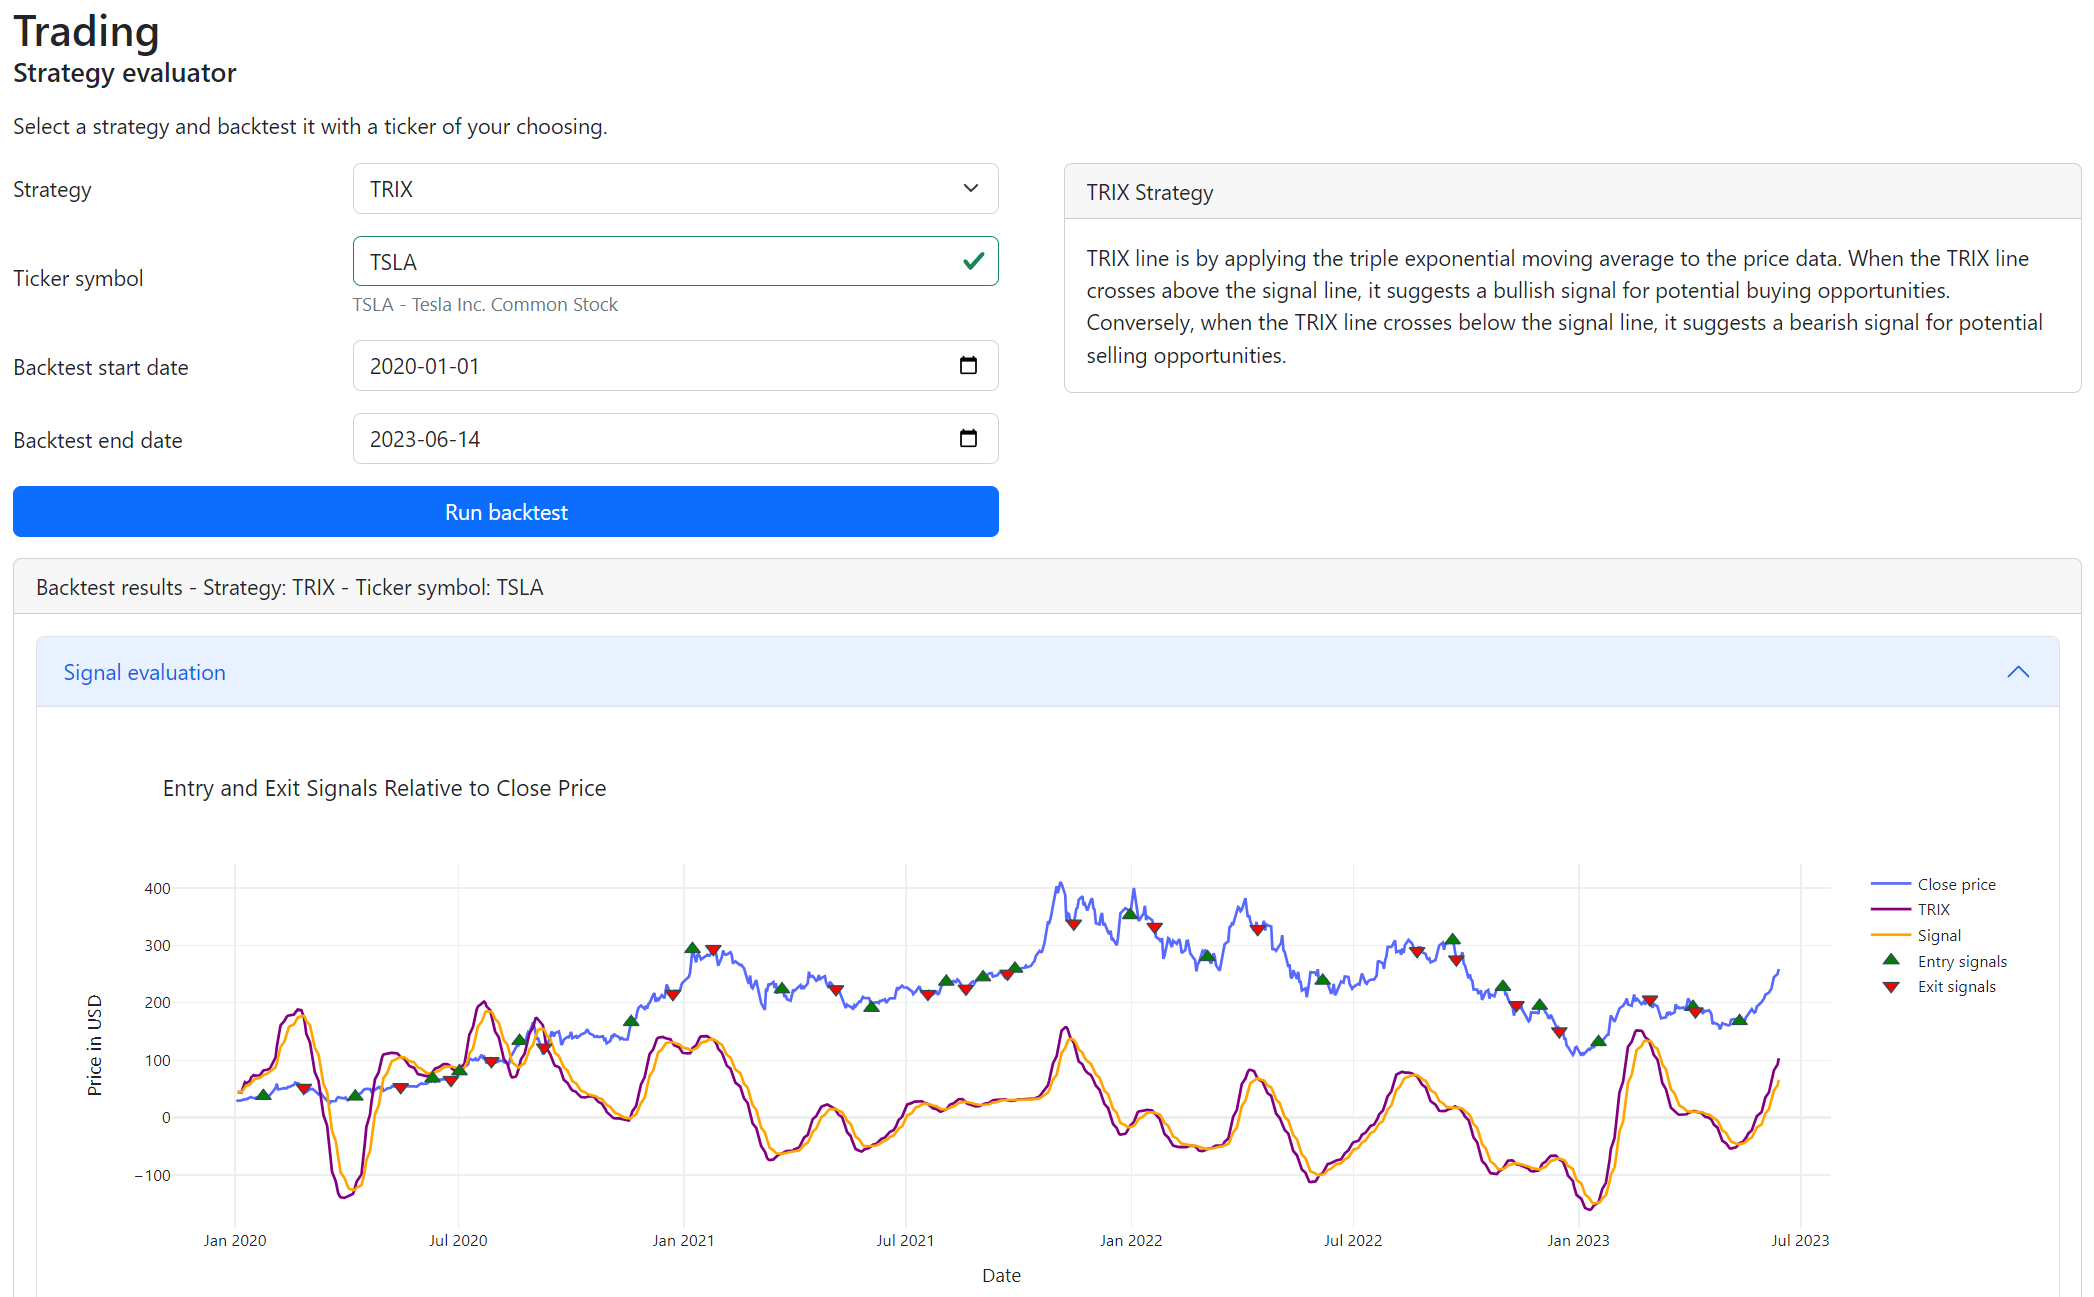 Trading
Strategy evaluator
Select a strategy and backtest it with a ticker of your choosing.
Strategy
TRIX
Ticker symbol
TSLA
TSLA - Tesla Inc. Common Stock
Backtest start date
2020-01-01
Backtest end date
2023-06-14
Run backtest
TRIX Strategy
TRIX line is by applying the triple exponential moving average to the price data. When the TRIX line
crosses above the signal line, it suggests a bullish signal for potential buying opportunities.
Conversely, when the TRIX line crosses below the signal line, it suggests a bearish signal for potential
selling opportunities.
Backtest results - Strategy: TRIX - Ticker symbol: TSLA
Signal evaluation
Entry and Exit Signals Relative to Close Price
Price in USD
400
300
200
100
0
−100
Jan 2020
Jul 2020
Jan 2021
Jul 2021
Jan 2022
Jul 2022
Jan 2023
Jul 2023
Date
Close price
TRIX
Signal
Entry signals
Exit signals